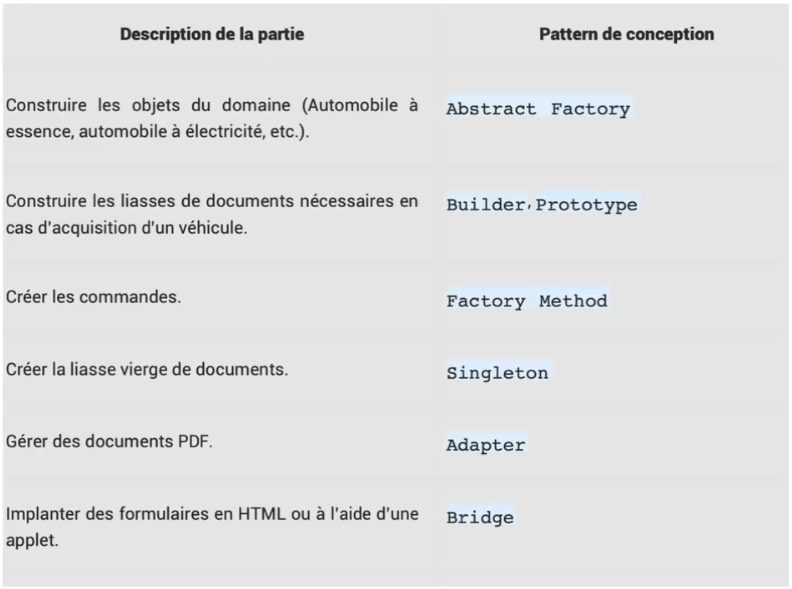 Description de la partie
Pattern de conception
Construire les objets du domaine (Automobile à
essence, automobile à électricité, etc.).
Abstract Factory
Construire les liasses de documents nécessaires en
cas d'acquisition d'un véhicule.
Builder, Prototype
Créer les commandes.
Factory Method
Créer la liasse vierge de documents.
Singleton
Gérer des documents PDF.
Adapter
Implanter des formulaires en HTML ou à l'aide d'une
applet.
Bridge